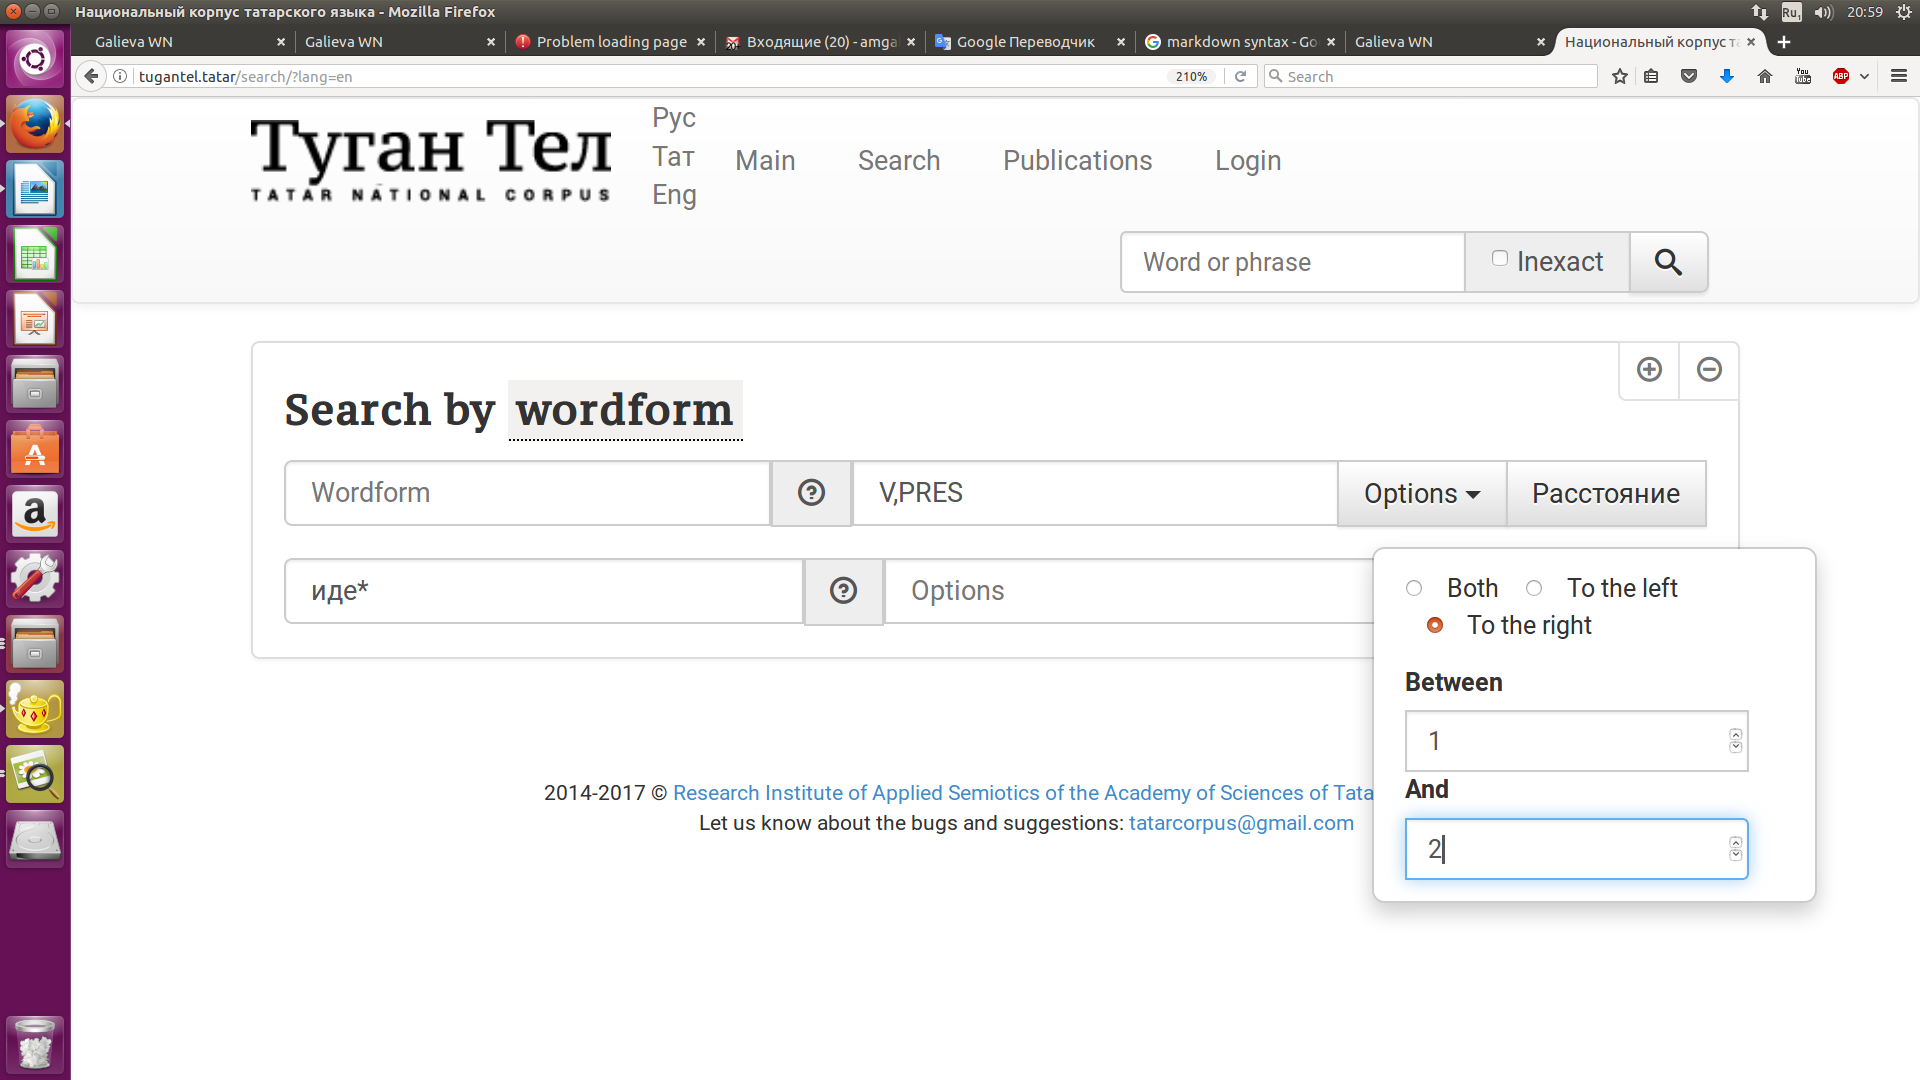 Национальный корпус татарского языка - Mozilla Firefox
Ru1
20:59
Galieva WN
Galieva WN
Problem loading page
Входящие (20) - amga
Google Переводчик
markdown syntax - Go
Galieva WN
Национальный корпус т
tugantel.tatar/search/?lang=en
210%
Search
You Tube
ABP
Туган Тел
TATAR NATIONAL CORPUS
Рус
Тат
Eng
Main
Search
Publications
Login
Word or phrase
Inexact
Search by wordform
Wordform
V,PRES
Options
Расстояние
иде*
Options
Both
To the left
To the right
Between
1
And
2
2014-2017 © Research Institute of Applied Semiotics of the Academy of Sciences of Tata
Let us know about the bugs and suggestions: tatarcorpus@gmail.com